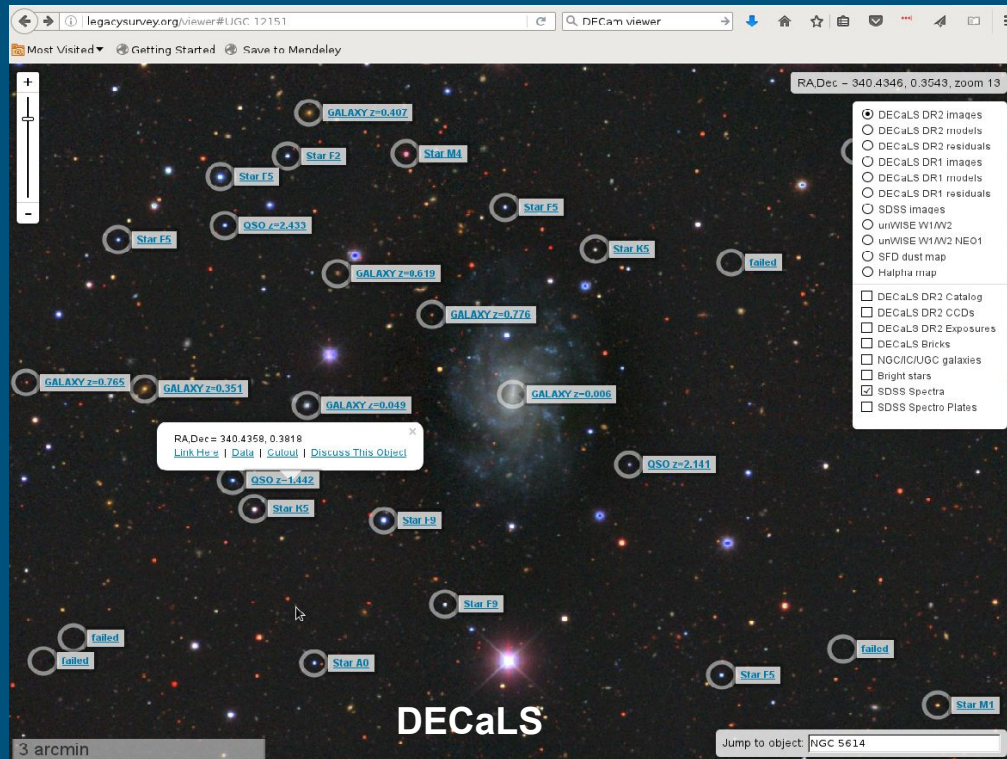 legacysurvey.org/viewer#UGC 12151
DECam viewer
Most Visited
Getting Started
Save to Mendeley
+
-
RA,Dec = 340.4346, 0.3543, zoom 13
DECaLS DR2 images
DECaLS DR2 models
DECaLS DR2 residuals
DECaLS DR1 images
DECaLS DR1 models
DECaLS DR1 residuals
SDSS images
unWISE W1/W2
unWISE W1/W2 NEO1
SFD dust map
Halpha map
DECaLS DR2 Catalog
DECaLS DR2 CCDs
DECaLS DR2 Exposures
DECaLS Bricks
NGC/IC/UGC galaxies
Bright stars
SDSS Spectra
SDSS Spectro Plates
GALAXY z=0.407
Star F2
Star M4
Star F5
Star F5
QSO z=2.433
Star F5
Star K5
failed
GALAXY z=0.619
GALAXY z=0.776
GALAXY z=0.765
GALAXY z=0.351
GALAXY z=0.049
GALAXY z=0.006
RA,Dec = 340.4358, 0.3818
×
Link Here | Data | Cutout | Discuss This Object
QSO z=1.442
QSO z=2.141
Star K5
Star F9
Star F9
failed
failed
failed
Star A0
Star F5
Star M1
DECaLS
3 arcmin
Jump to object: NGC 5614